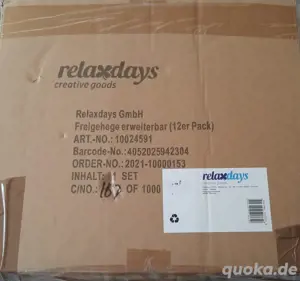 relaxdays
creative goods
Relaxdays GmbH
Freigehege erweiterbar (12er Pack)
ART.-NO.: 10024591
Barcode-No.:4052025942304
ORDER-NO.:2021-10000153
INHALT: 1 SET
C/NO.: 163 OF 1000
relaxdays
quoka.de